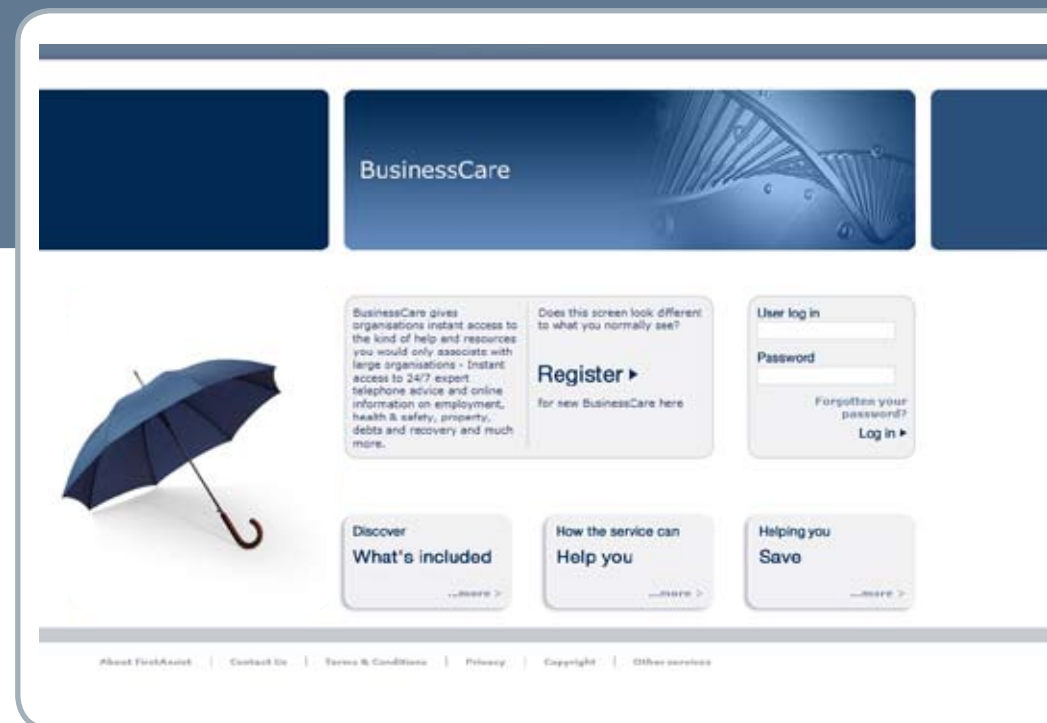 BusinessCare
BusinessCare gives
organisations instant access to
the kind of help and resources
you would only associate with
large organisations - Instant
access to 24/7 expert
telephone advice and online
information on employment,
health & safety, property,
debts and recovery and much
more.
Does this screen look different
to what you normally see?
Register
for new BusinessCare here
User log in
Password
Forgotten your
password?
Log in
Discover
What's included
...more >
How the service can
Help you
...more >
Helping you
Save
...more >
About FirstAssist | Contact Us | Terms & Conditions | Privacy | Copyright | Other services